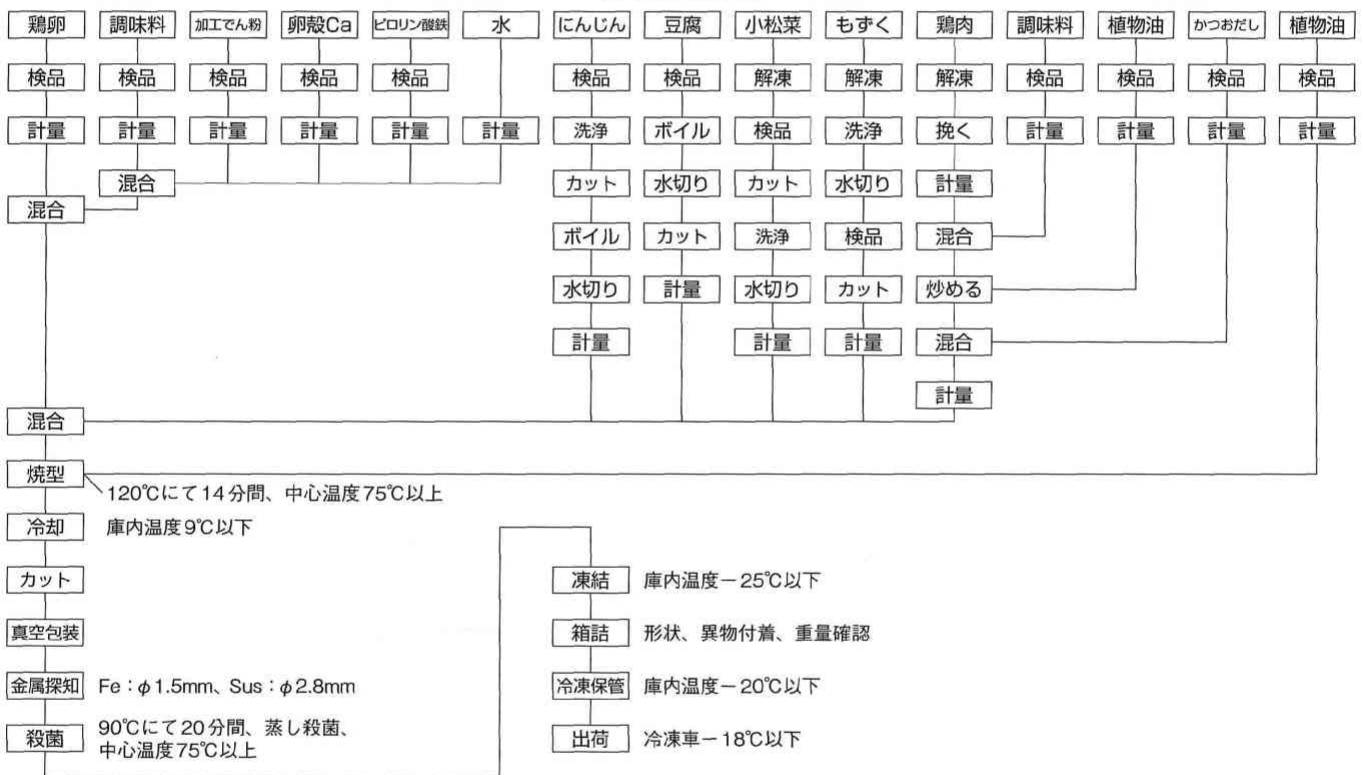 鶏卵 調味料 加工でん粉 卵殻Ca ピロリン酸鉄 水 にんじん 豆腐 小松菜 もずく 鶏肉 調味料 植物油 かつおだし 植物油
検品 検品 検品 検品 検品 検品 検品 解凍 解凍 解凍 検品 検品 検品 検品
計量 計量 計量 計量 計量 計量 洗浄 ボイル 検品 洗浄 挽く 計量 計量 計量 計量
混合 カット 水切り カット 水切り 計量
混合
ボイル カット 洗浄 検品 混合
水切り 計量 水切り カット 炒める
計量 計量 計量 混合
計量
混合
焼型
120℃にて14分間、中心温度75℃以上
冷却 庫内温度9℃以下
カット
真空包装
金属探知 Fe：φ1.5mm、Sus：φ2.8mm
殺菌 90℃にて20分間、蒸し殺菌、
中心温度75℃以上
凍結 庫内温度−25℃以下
箱詰 形状、異物付着、重量確認
冷凍保管 庫内温度−20℃以下
出荷 冷凍車−18℃以下